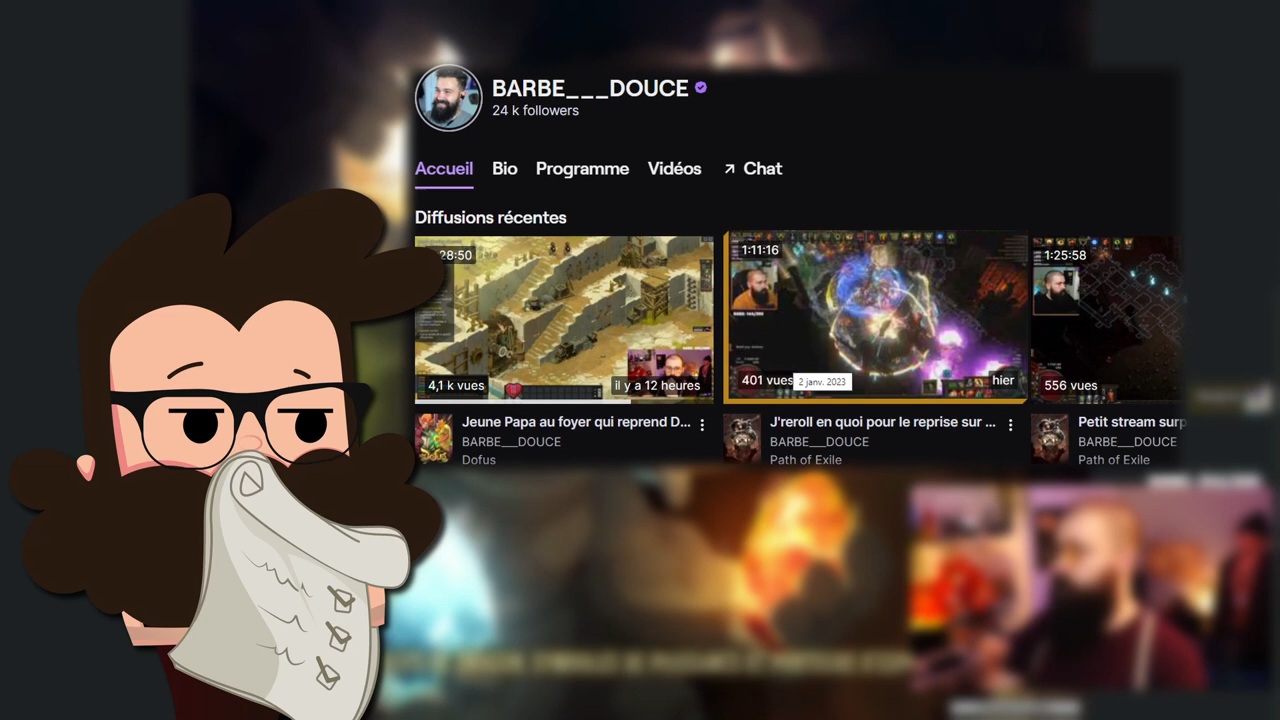 BARBE___DOUCE
24 k followers
Accueil Bio Programme Vidéos Chat
Diffusions récentes
28:50
1:11:16
1:25:58
4,1 k vues
il y a 12 heures
401 vues
2 janv. 2023
hier
556 vues
Jeune Papa au foyer qui reprend D...
BARBE___DOUCE
Dofus
J'reroll en quoi pour le reprise sur ...
BARBE___DOUCE
Path of Exile
Petit stream surp
BARBE___DOUCE
Path of Exile